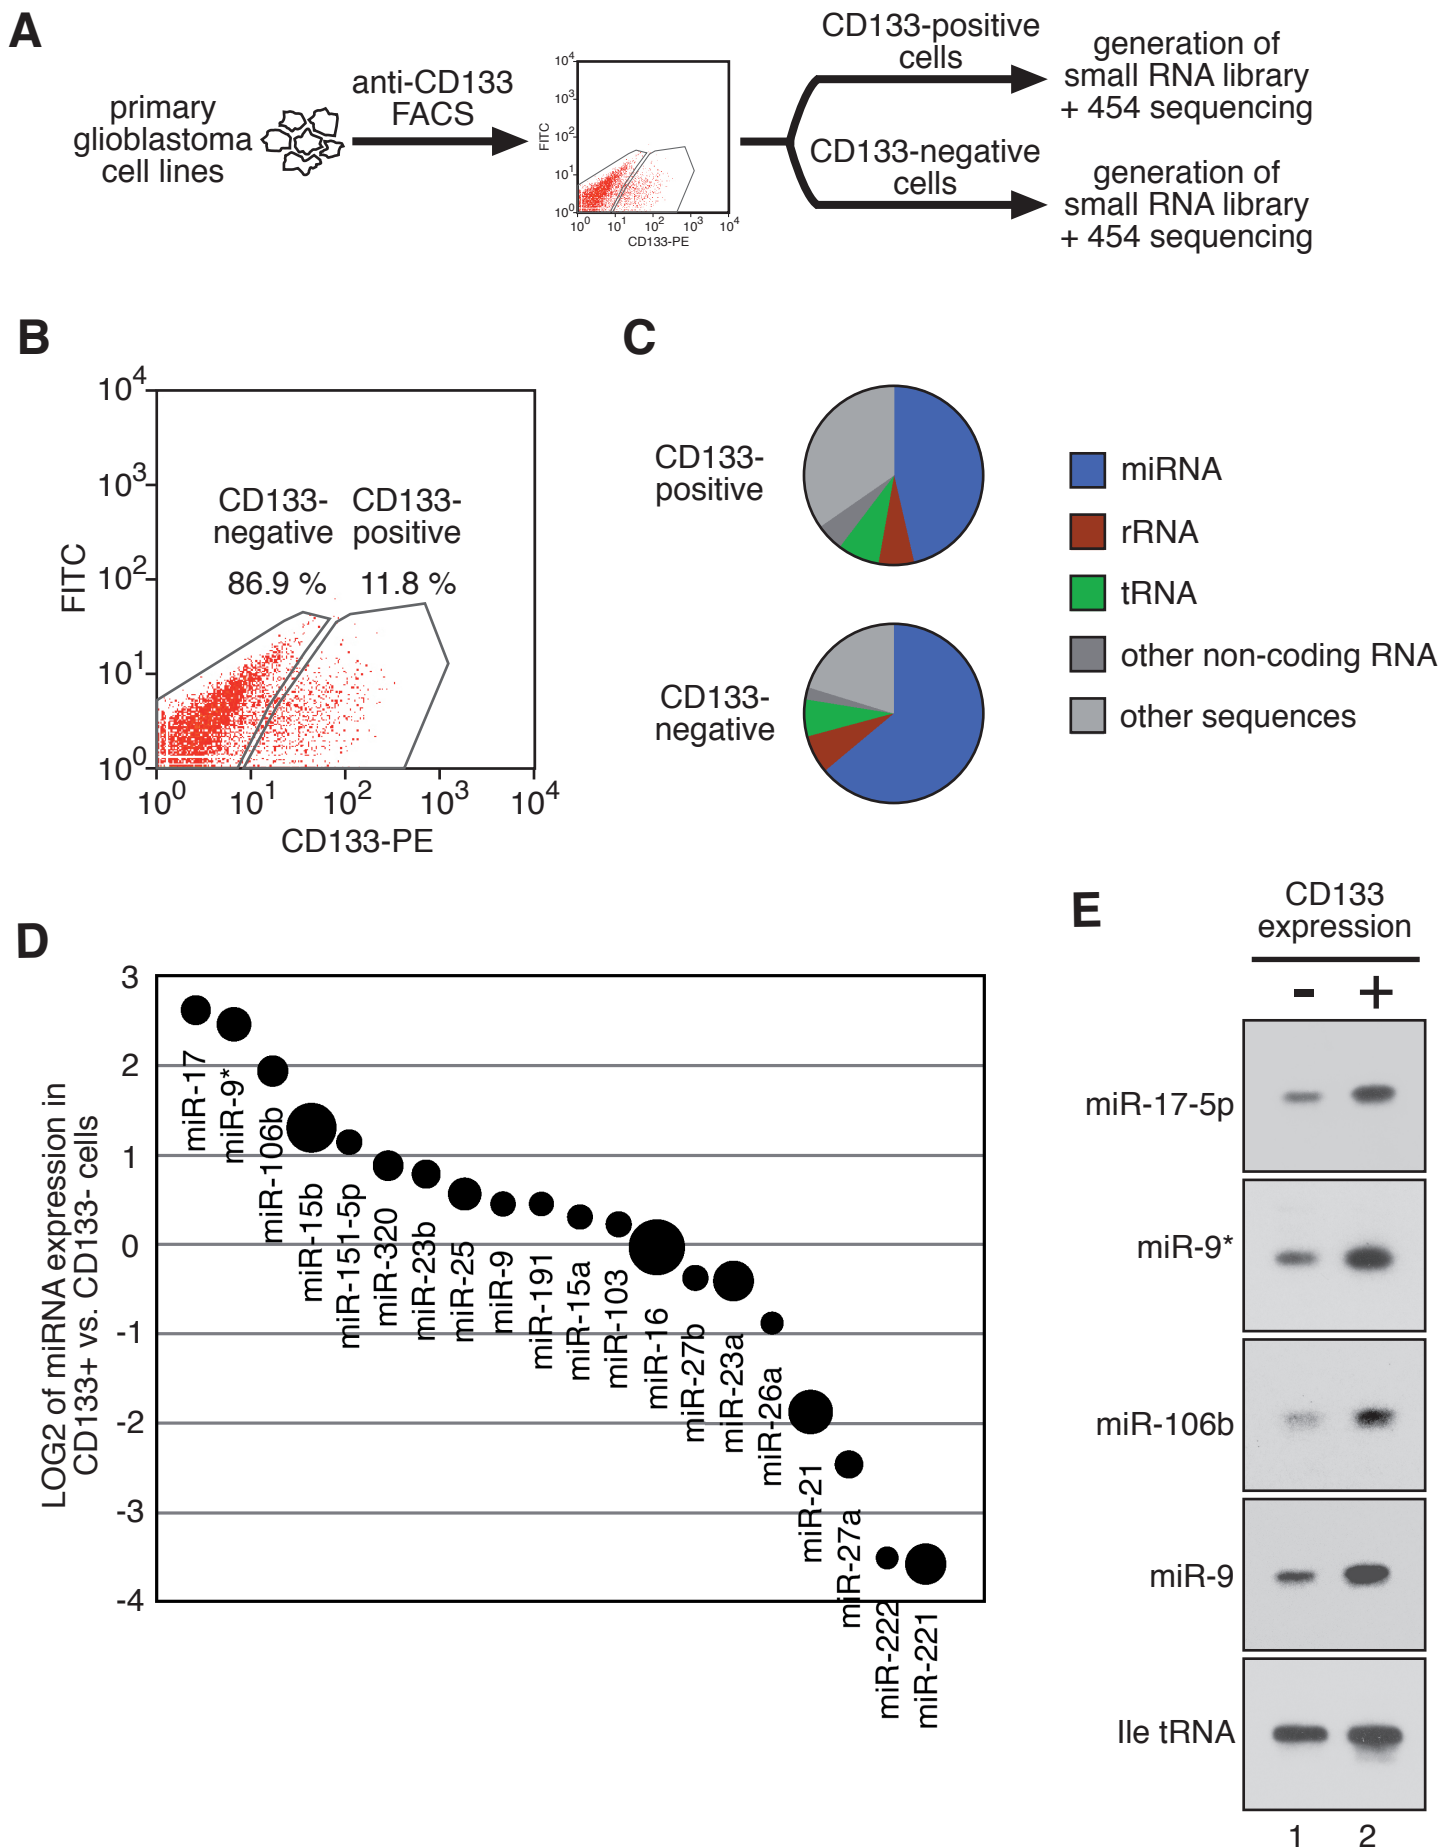 A
primary
glioblastoma
cell lines
anti-CD133
FACS
10^4
10^3
10^2
10^1
10^0
FITC
10^0 10^1 10^2 10^3 10^4
CD133-PE
CD133-positive
cells
CD133-negative
cells
generation of
small RNA library
+ 454 sequencing
generation of
small RNA library
+ 454 sequencing
B
10^4
10^3
10^2
10^1
10^0
FITC
CD133-
negative
86.9 %
CD133-
positive
11.8 %
10^0 10^1 10^2 10^3 10^4
CD133-PE
C
CD133-
positive
CD133-
negative
miRNA
rRNA
tRNA
other non-coding RNA
other sequences
D
LOG2 of miRNA expression in
CD133+ vs. CD133- cells
3
2
1
0
-1
-2
-3
-4
miR-17
miR-9*
miR-106b
miR-15b
miR-151-5p
miR-320
miR-23b
miR-25
miR-9
miR-191
miR-15a
miR-103
miR-16
miR-27b
miR-23a
miR-26a
miR-21
miR-27a
miR-222
miR-221
E
CD133
expression
- +
miR-17-5p
miR-9*
miR-106b
miR-9
Ile tRNA
1 2